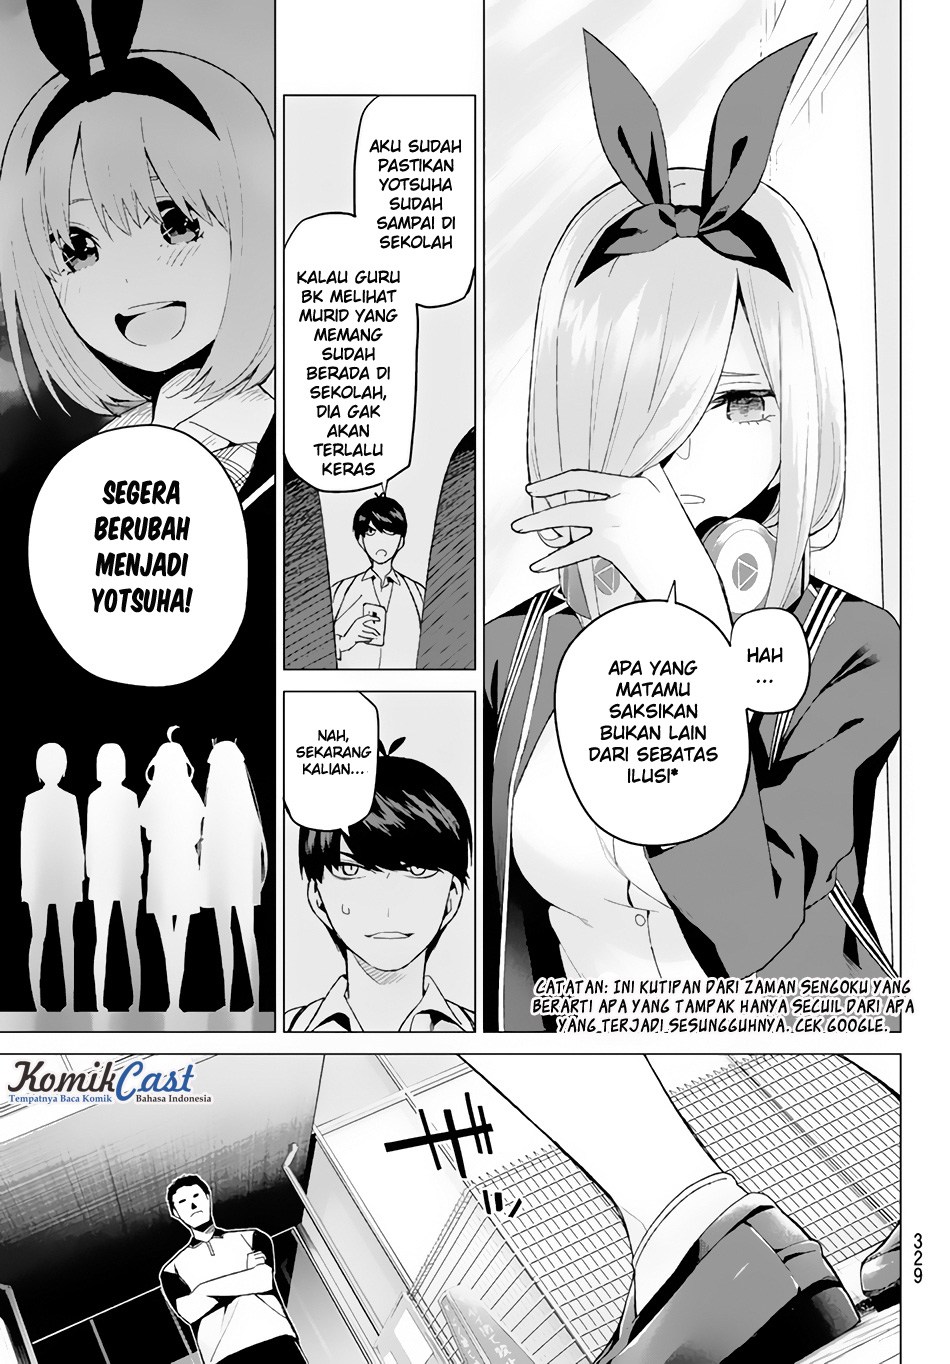 AKU SUDAH
PASTIKAN
YOTSUHA
SUDAH
SAMPAI DI
SEKOLAH
KALAU GURU
BK MELIHAT
MURID YANG
MEMANG
SUDAH
BERADA DI
SEKOLAH,
DIA GAK
AKAN
TERLALU
KERAS
NAH,
SEKARANG
KALIAN...
SEGERA
BERUBAH
MENJADI
YOTSUHA!
HAH
...
APA YANG
MATAMU
SAKSIKAN
BUKAN LAIN
DARI SEBATAS
ILUSI*
CATATAN: INI KUTIPAN DARI ZAMAN SENGOKU YANG
BERARTI APA YANG TAMPAK HANYA SECUIL DARI APA
YANG TERJADI SESUNGGUHNYA. CEK GOOGLE.
KomikCast
Tempatnya Baca Komik Bahasa Indonesia
329